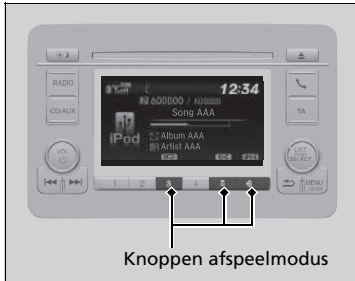 12:34
600000 /
Song AAA
iPod
Album AAA
Artist AAA
RADIO
CD/AUX
TA
VOL
LIST
SELECT
MENU
1 2 3 4 5 6
Knoppen afspeelmodus